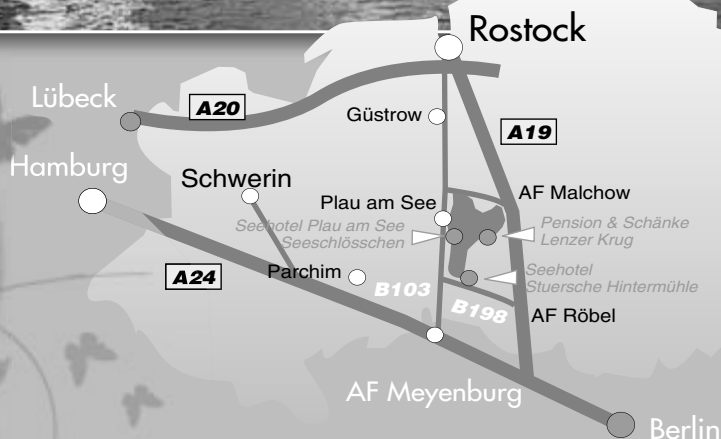 Rostock
Lübeck
A20
Güstrow
A19
Hamburg
Schwerin
AF Malchow
Plau am See
Seehotel Plau am See
Seeschlösschen
Pension & Schänke
Lenzer Krug
A24
Parchim
B103
Seehotel
Stuersche Hintermühle
B198
AF Röbel
AF Meyenburg
Berlin